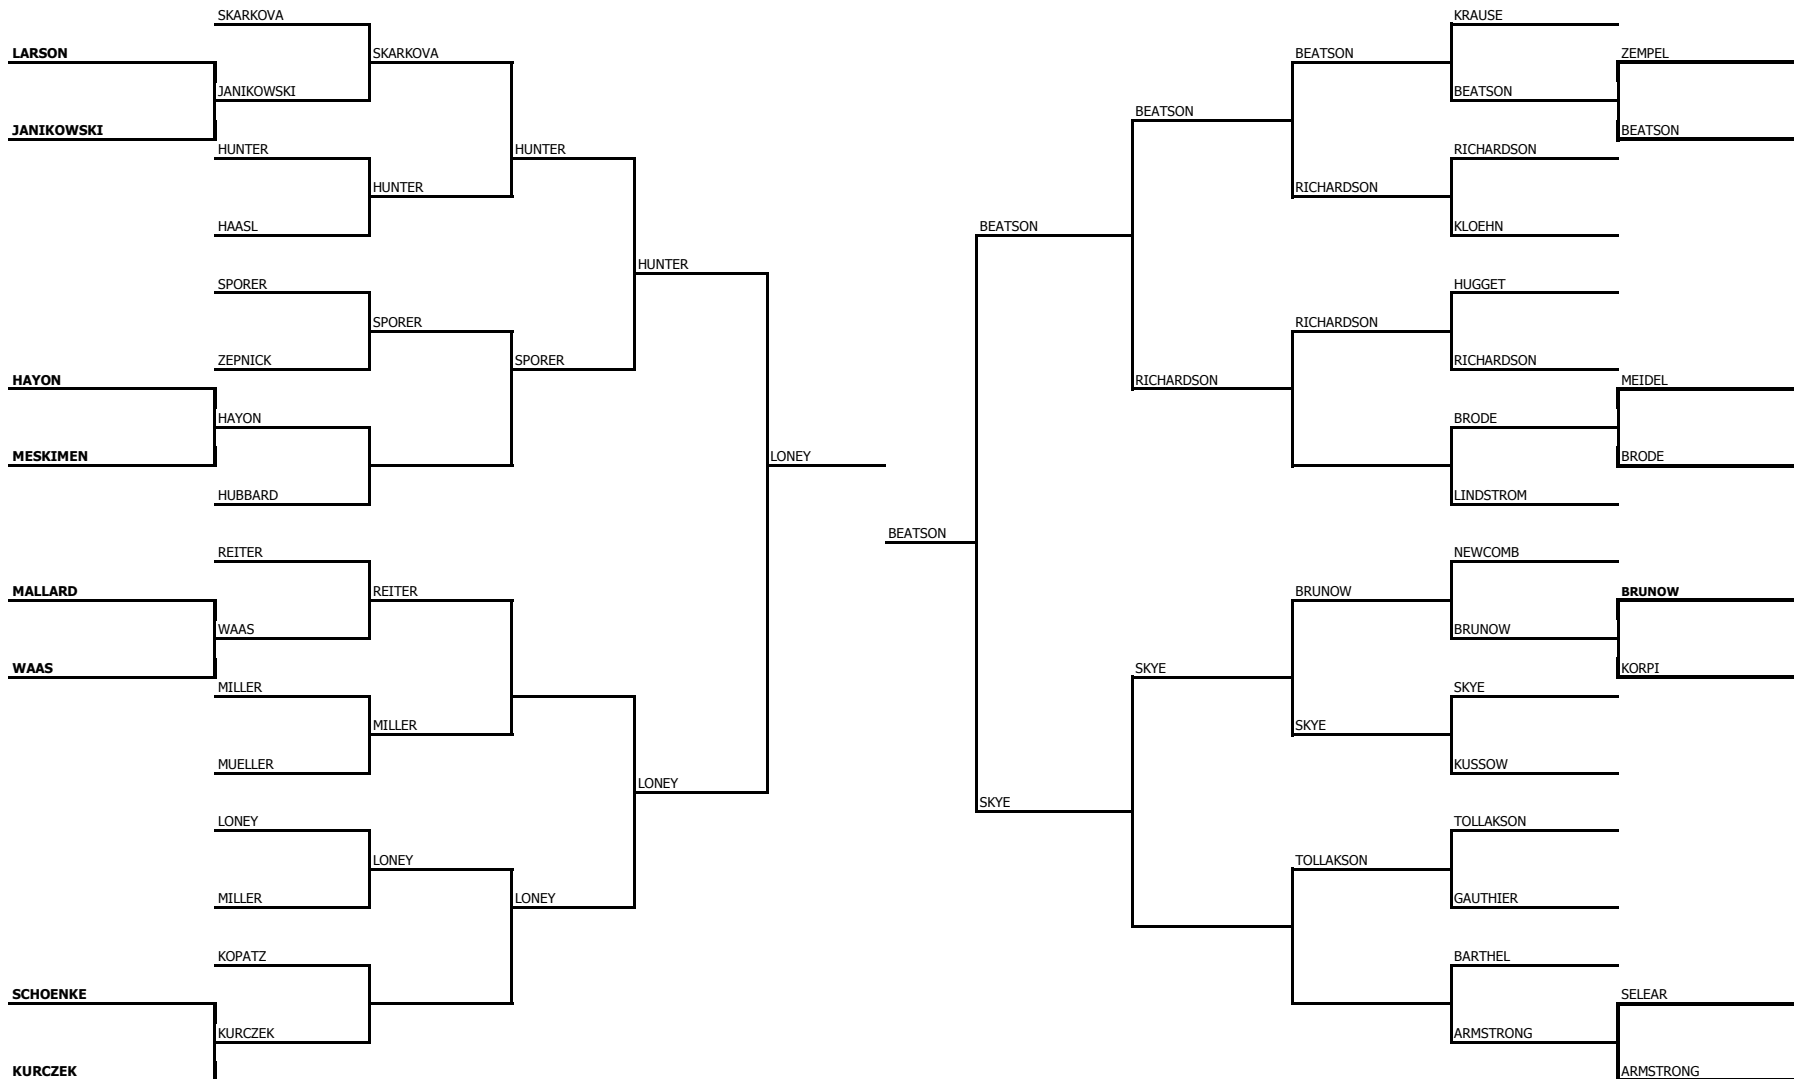 SKARKOVA
KRAUSE
LARSON
SKARKOVA
BEATSON
ZEMPEL
JANIKOWSKI
BEATSON
BEATSON
JANIKOWSKI
BEATSON
HUNTER
HUNTER
RICHARDSON
HUNTER
RICHARDSON
HAASL
BEATSON
KLOEHN
HUNTER
SPORER
HUGGET
SPORER
RICHARDSON
ZEPNICK
SPORER
RICHARDSON
HAYON
RICHARDSON
MEIDEL
HAYON
BRODE
MESKIMEN
LONEY
BRODE
HUBBARD
LINDSTROM
BEATSON
REITER
NEWCOMB
MALLARD
REITER
BRUNOW
BRUNOW
WAAS
BRUNOW
WAAS
SKYE
KORPI
MILLER
SKYE
MILLER
SKYE
MUELLER
KUSSOW
LONEY
SKYE
LONEY
TOLLAKSON
LONEY
TOLLAKSON
MILLER
LONEY
GAUTHIER
KOPATZ
BARTHEL
SCHOENKE
SELEAR
KURCZEK
ARMSTRONG
KURCZEK
ARMSTRONG